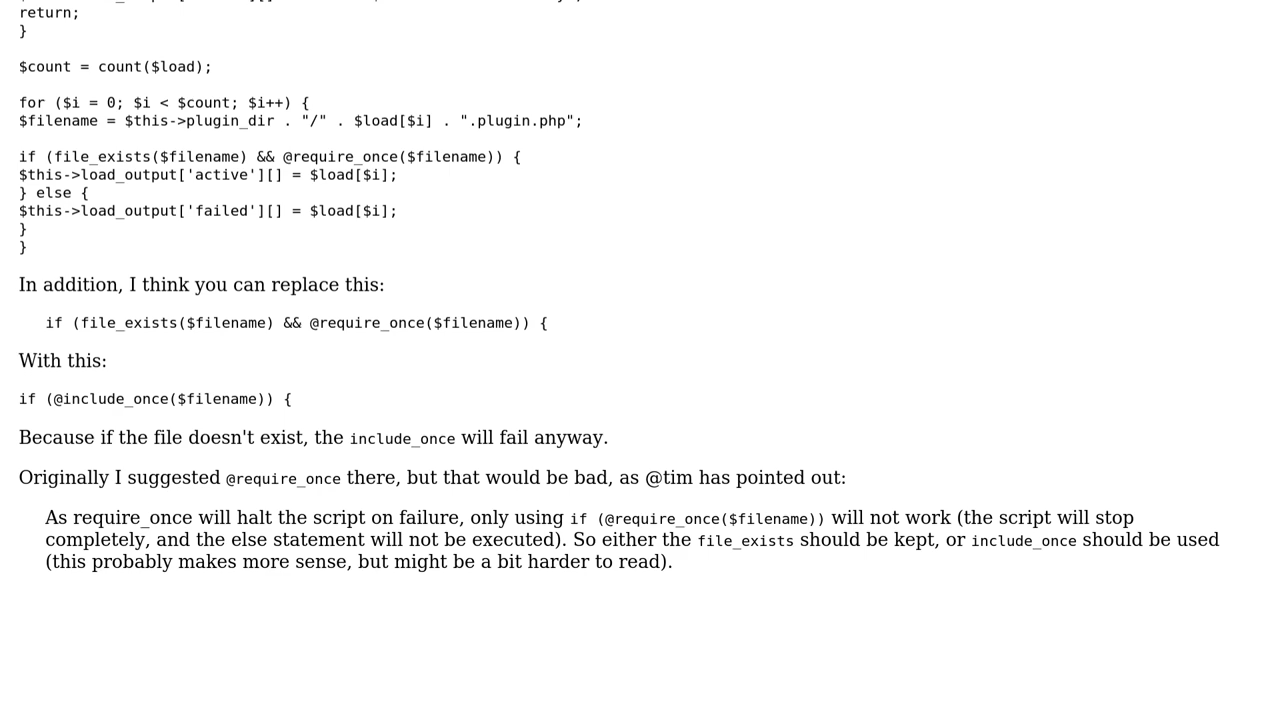 return;
}
$count = count($load);
for ($i = 0; $i < $count; $i++) {
$filename = $this->plugin_dir . "/" . $load[$i] . ".plugin.php";
if (file_exists($filename) && @require_once($filename)) {
$this->load_output['active'][] = $load[$i];
} else {
$this->load_output['failed'][] = $load[$i];
}
}
In addition, I think you can replace this:
if (file_exists($filename) && @require_once($filename)) {
With this:
if (@include_once($filename)) {
Because if the file doesn't exist, the include_once will fail anyway.
Originally I suggested @require_once there, but that would be bad, as @tim has pointed out:
As require_once will halt the script on failure, only using if (@require_once($filename)) will not work (the script will stop
completely, and the else statement will not be executed). So either the file_exists should be kept, or include_once should be used
(this probably makes more sense, but might be a bit harder to read).